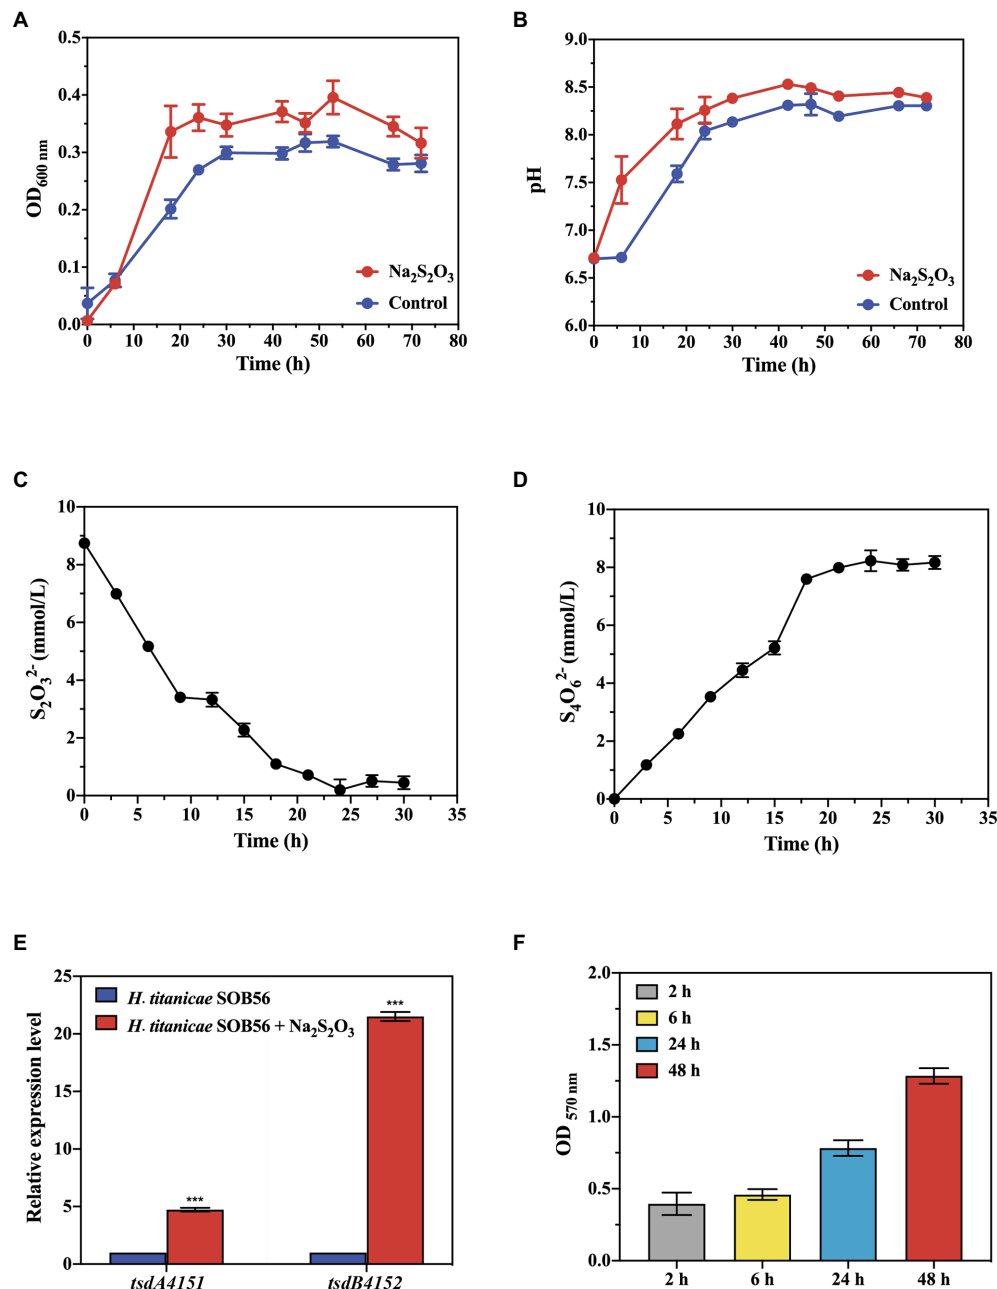 A
0.5
0.4
0.3
0.2
0.1
0.0
OD600 nm
0 10 20 30 40 50 60 70 80
Time (h)
Na2S2O3
Control
B
9.0
8.5
8.0
7.5
7.0
6.5
6.0
pH
0 10 20 30 40 50 60 70 80
Time (h)
Na2S2O3
Control
C
10
8
6
4
2
0
S2O32- (mmol/L)
0 5 10 15 20 25 30 35
Time (h)
D
10
8
6
4
2
0
S4O62- (mmol/L)
0 5 10 15 20 25 30 35
Time (h)
E
25
20
15
10
5
0
Relative expression level
H. titanicae SOB56
H. titanicae SOB56 + Na2S2O3
***
***
tsdA4151 tsdB4152
F
2.0
1.5
1.0
0.5
0.0
OD 570 nm
2 h
6 h
24 h
48 h
2 h 6 h 24 h 48 h